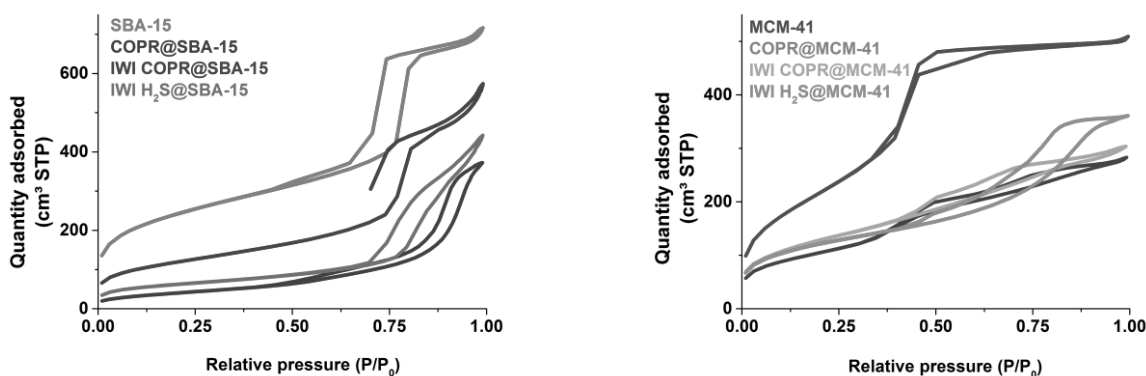 SBA-15
COPR@SBA-15
IWI COPR@SBA-15
IWI H₂S@SBA-15
Quantity adsorbed
(cm³ STP)
600
400
200
0
0.00 0.25 0.50 0.75 1.00
Relative pressure (P/P₀)
MCM-41
COPR@MCM-41
IWI COPR@MCM-41
IWI H₂S@MCM-41
Quantity adsorbed
(cm³ STP)
400
200
0
0.00 0.25 0.50 0.75 1.00
Relative pressure (P/P₀)